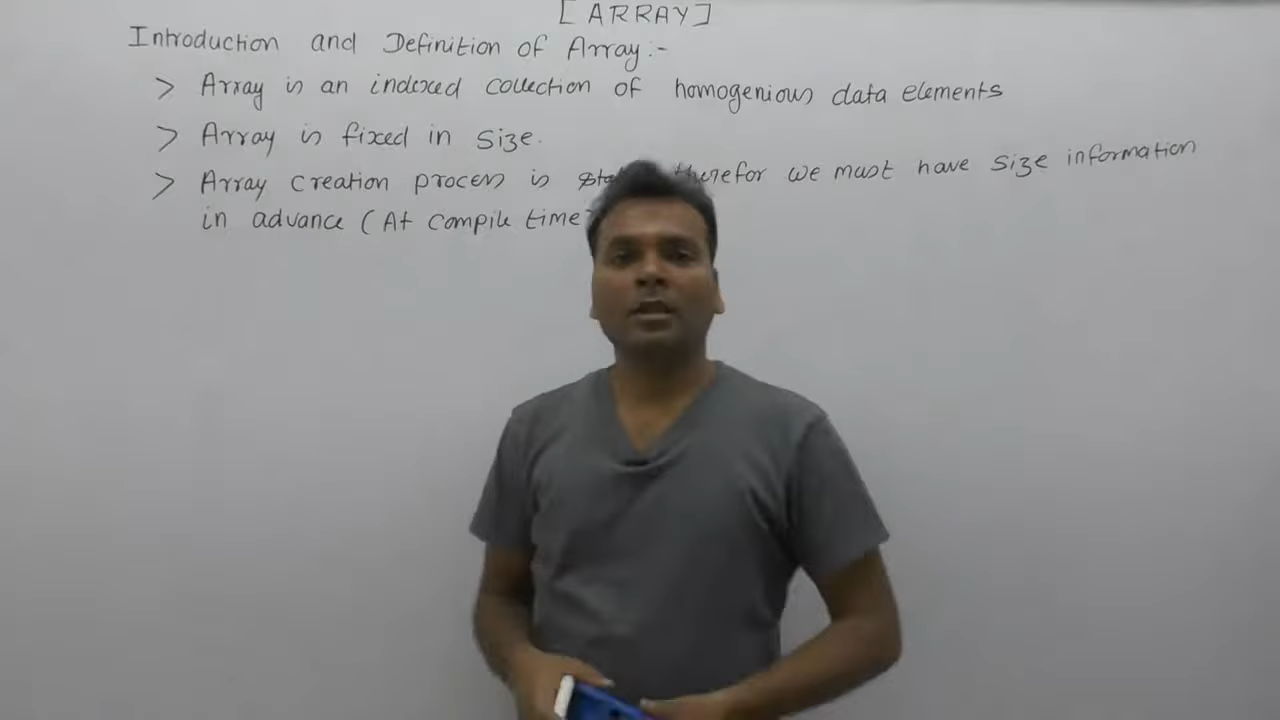 [ARRAY]
Introduction and Definition of Array:-
> Array is an indexed collection of homogenious data elements
> Array is fixed in size.
> Array creation process is therefor we must have size information
in advance (At compile time)